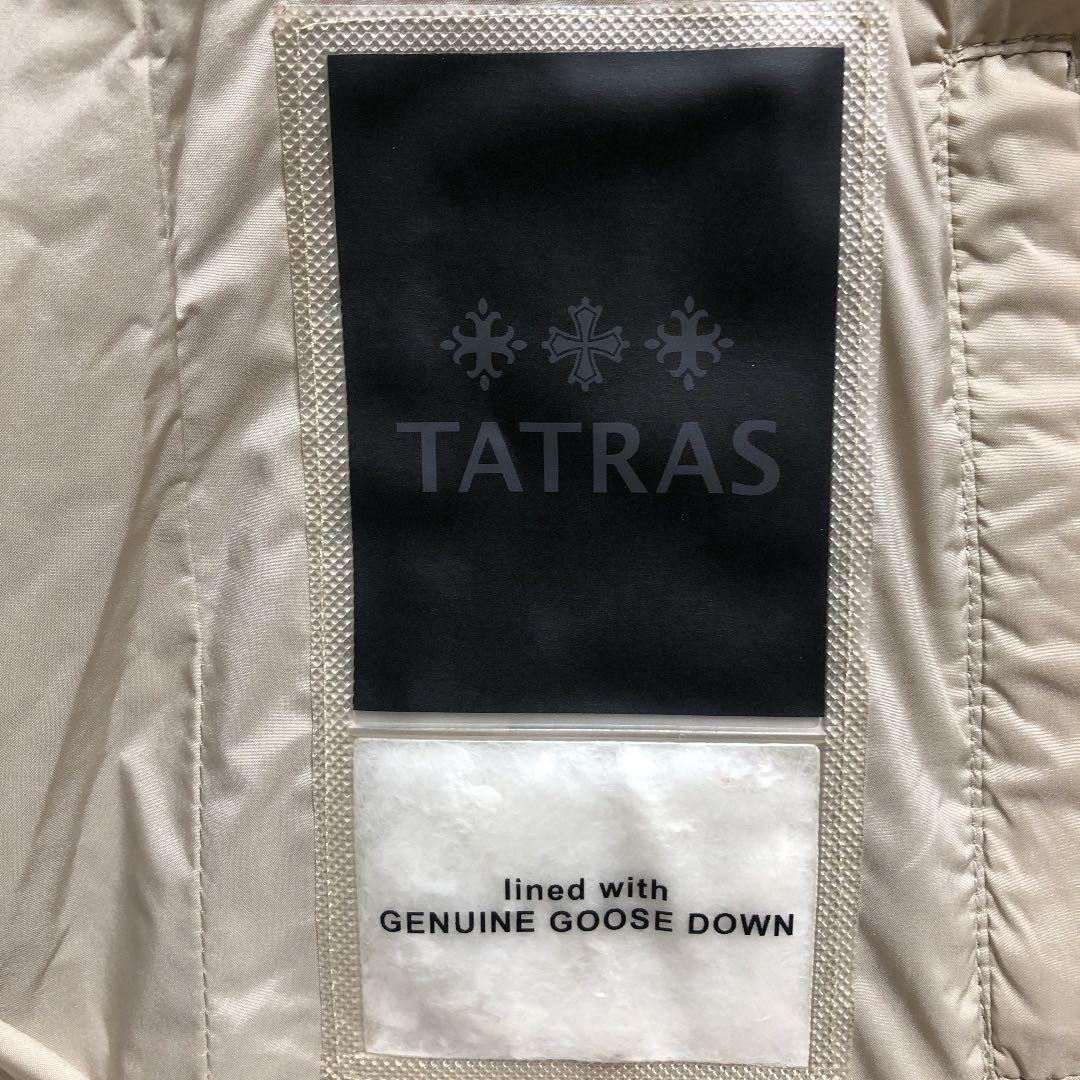 TATRAS
lined with
GENUINE GOOSE DOWN